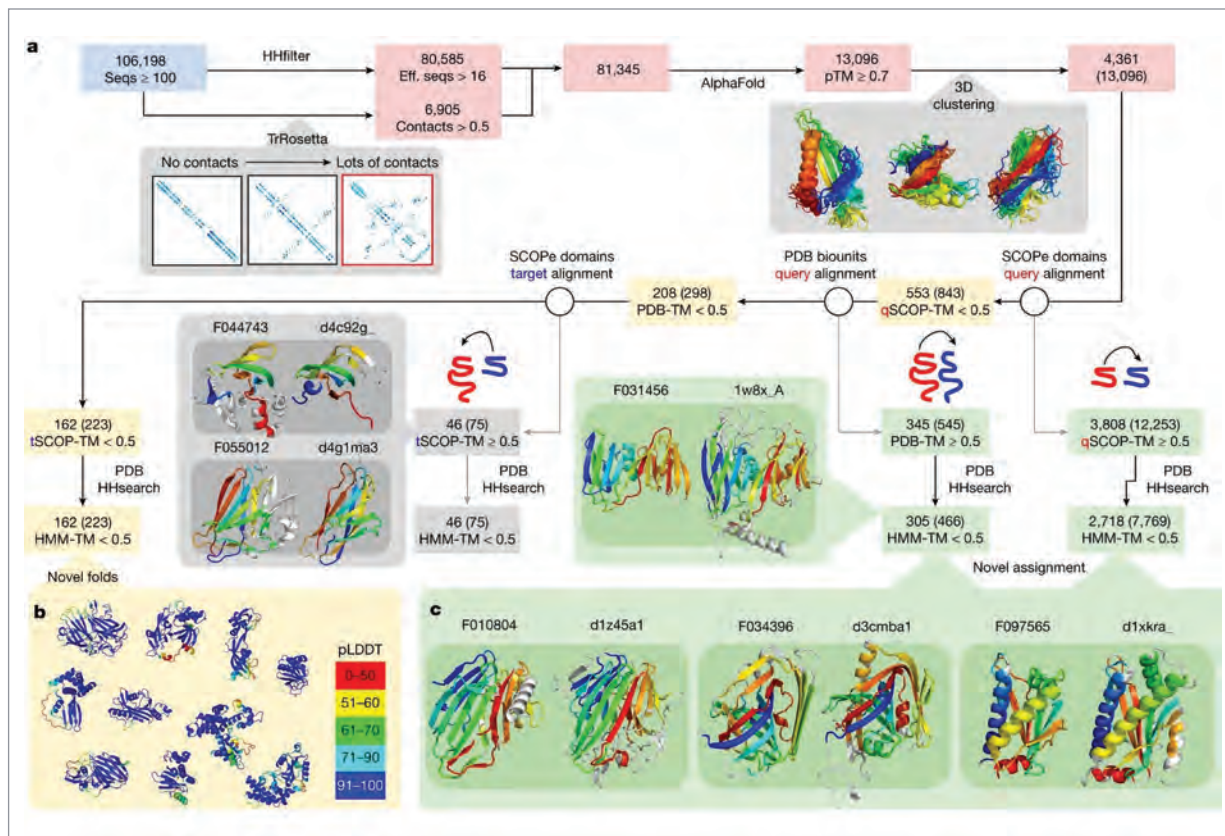 a
106,198
Seqs ≥ 100
HHfilter
80,585
Eff. seqs > 16
6,905
Contacts > 0.5
81,345
AlphaFold
13,096
pTM ≥ 0.7
3D
clustering
4,361
(13,096)
TrRosetta
No contacts
Lots of contacts
SCOPe domains
target alignment
PDB biounits
query alignment
SCOPe domains
query alignment
208 (298)
PDB-TM < 0.5
553 (843)
qSCOP-TM < 0.5
F044743
d4c92g_
F055012
d4g1ma3
162 (223)
tSCOP-TM < 0.5
PDB
HHsearch
162 (223)
HMM-TM < 0.5
46 (75)
tSCOP-TM ≥ 0.5
PDB
HHsearch
46 (75)
HMM-TM < 0.5
F031456
1w8x_A
345 (545)
PDB-TM ≥ 0.5
PDB
HHsearch
305 (466)
HMM-TM < 0.5
3,808 (12,253)
qSCOP-TM ≥ 0.5
PDB
HHsearch
2,718 (7,769)
HMM-TM < 0.5
Novel folds
Novel assignment
b
pLDDT
0–50
51–60
61–70
71–90
91–100
c
F010804
d1z45a1
F034396
d3cmba1
F097565
d1xkra_